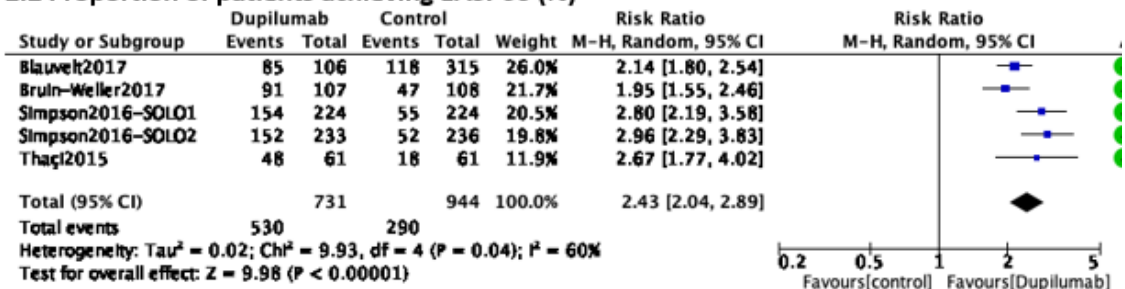 Dupilumab Control Risk Ratio Risk Ratio
Study or Subgroup Events Total Events Total Weight M-H, Random, 95% CI M-H, Random, 95% CI
Blauvelt2017 85 106 118 315 26.0% 2.14 [1.80, 2.54]
Bruin-Weller2017 91 107 47 108 21.7% 1.95 [1.55, 2.46]
Simpson2016-SOLO1 154 224 55 224 20.5% 2.80 [2.19, 3.58]
Simpson2016-SOLO2 152 233 52 236 19.8% 2.96 [2.29, 3.83]
Thaçi2015 48 61 18 61 11.9% 2.67 [1.77, 4.02]
Total (95% CI) 731 944 100.0% 2.43 [2.04, 2.89]
Total events 530 290
Heterogeneity: Tau² = 0.02; Chi² = 9.93, df = 4 (P = 0.04); I² = 60%
Test for overall effect: Z = 9.98 (P < 0.00001)
0.2 0.5 1 2 5
Favours[control] Favours[Dupilumab]